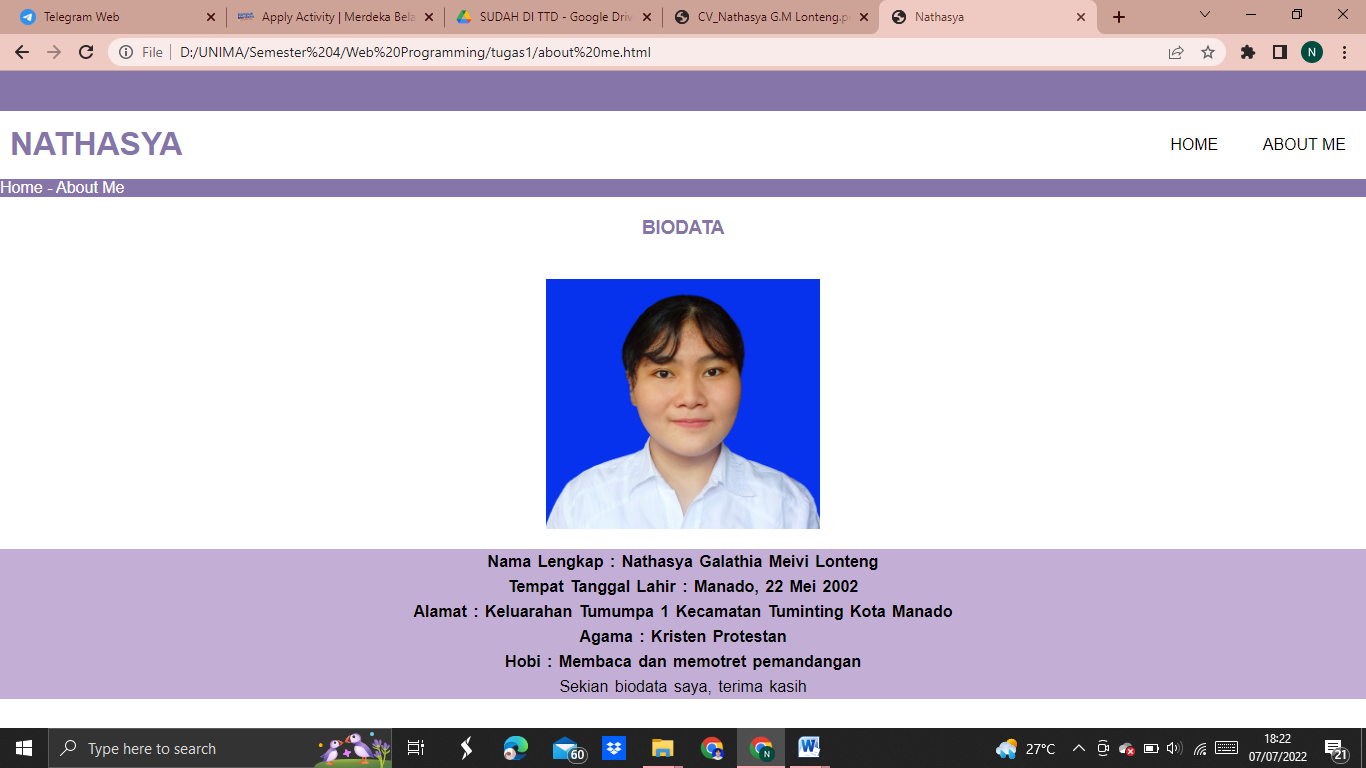 Telegram Web
Apply Activity | Merdeka Bela
SUDAH DI TTD - Google Driv
CV_Nathasya G.M Lonteng.p
Nathasya
File
D:/UNIMA/Semester%204/Web%20Programming/tugas1/about%20me.html
N
NATHASYA
HOME
ABOUT ME
Home - About Me
BIODATA
Nama Lengkap : Nathasya Galathia Meivi Lonteng
Tempat Tanggal Lahir : Manado, 22 Mei 2002
Alamat : Keluarahan Tumumpa 1 Kecamatan Tuminting Kota Manado
Agama : Kristen Protestan
Hobi : Membaca dan memotret pemandangan
Sekian biodata saya, terima kasih
Type here to search
60
N
W
27°C
18:22
07/07/2022
21